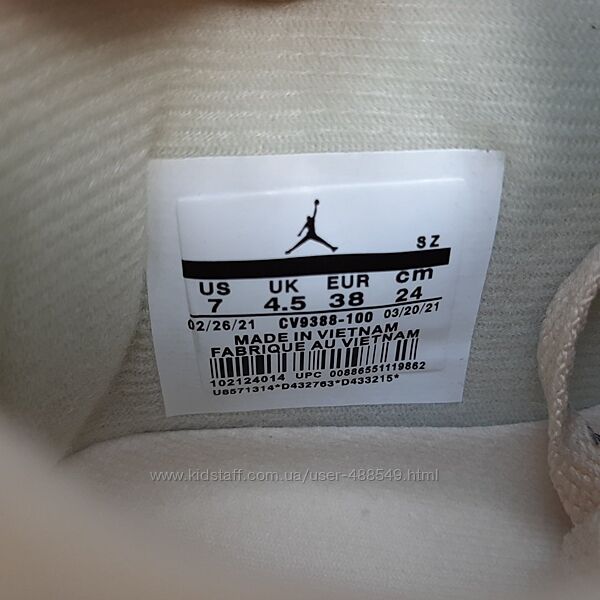 SZ
US UK EUR cm
7 4.5 38 24
02/26/21 CV9388-100 03/20/21
MADE IN VIETNAM
FABRIQUE AU VIETNAM
102124014 UPC 00886551119862
U8571314*D432763*D433215*
www.kidstaff.com.ua/user-488549.html